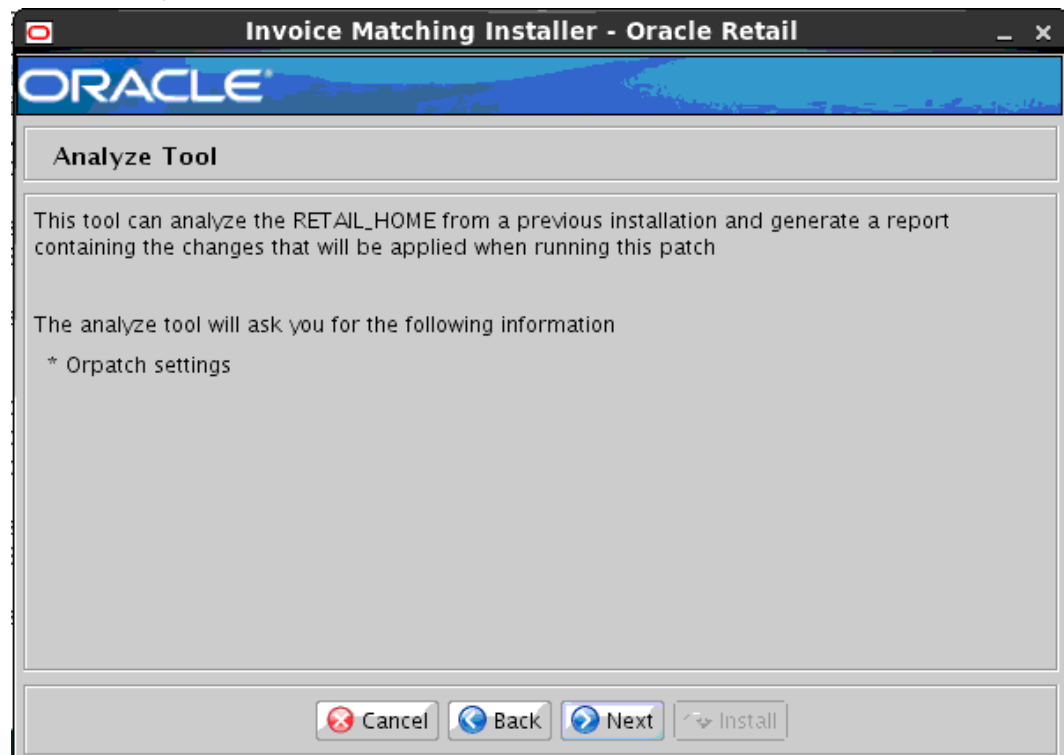 Invoice Matching Installer - Oracle Retail
ORACLE
Analyze Tool
This tool can analyze the RETAIL_HOME from a previous installation and generate a report
containing the changes that will be applied when running this patch
The analyze tool will ask you for the following information
* Orpatch settings
Cancel Back Next Install